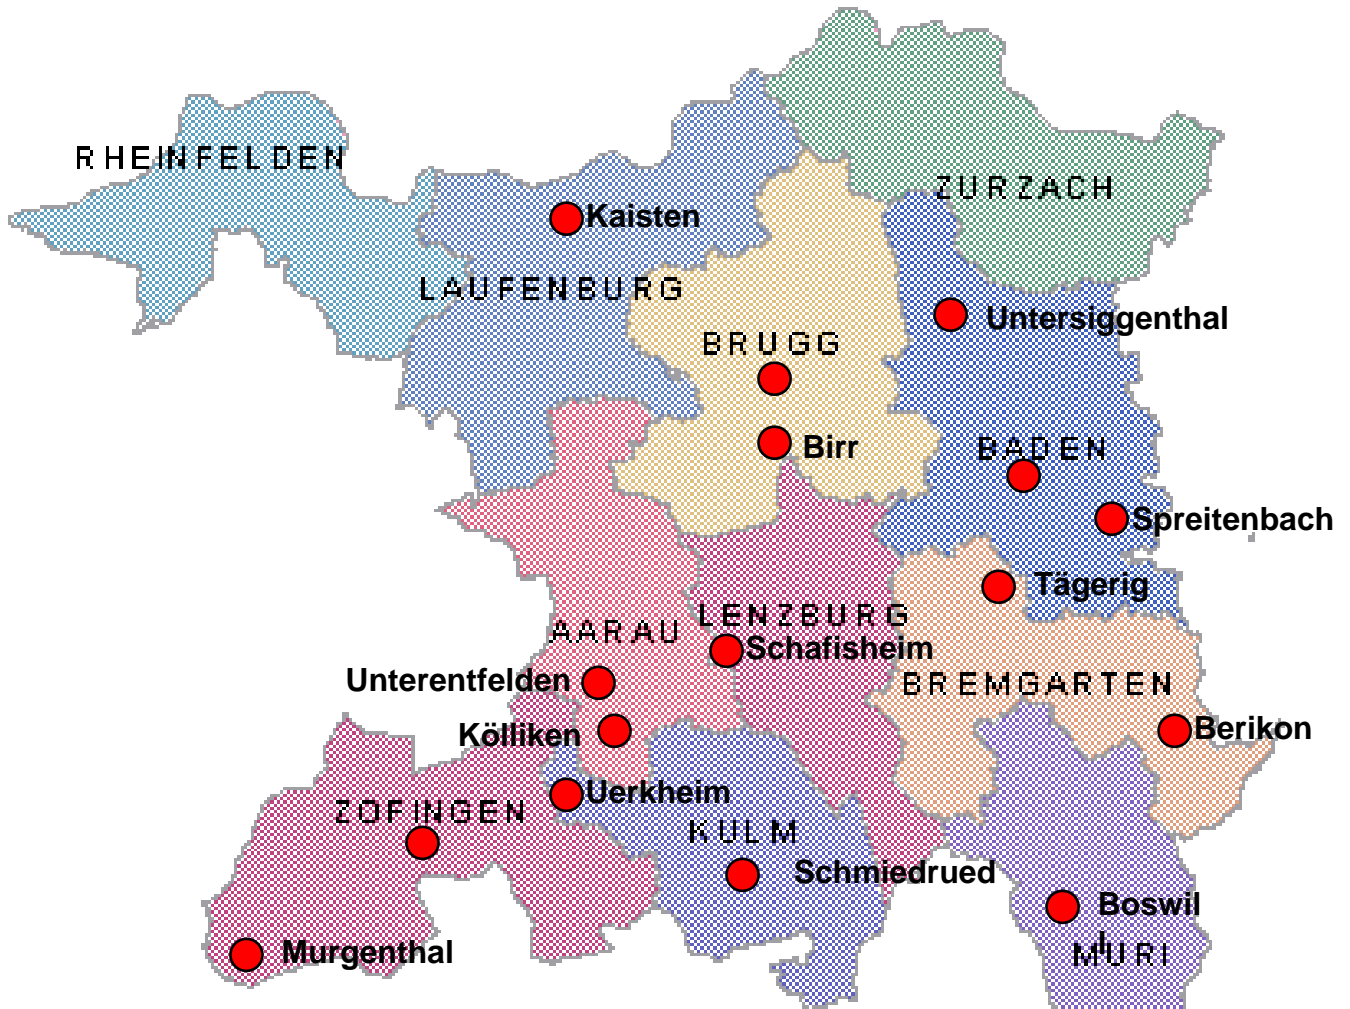 RHEINFELDEN
ZURZACH
Kaisten
LAUFENBURG
Untersiggenthal
BRUGG
Birr
BADEN
Spreitenbach
Tägerig
LENZBURG
AARAU
Schafisheim
Unterentfelden
BREMGARTEN
Kölliken
Berikon
Uerkheim
ZOFINGEN
KULM
Schmiedrued
Boswil
Murgenthal
MURI